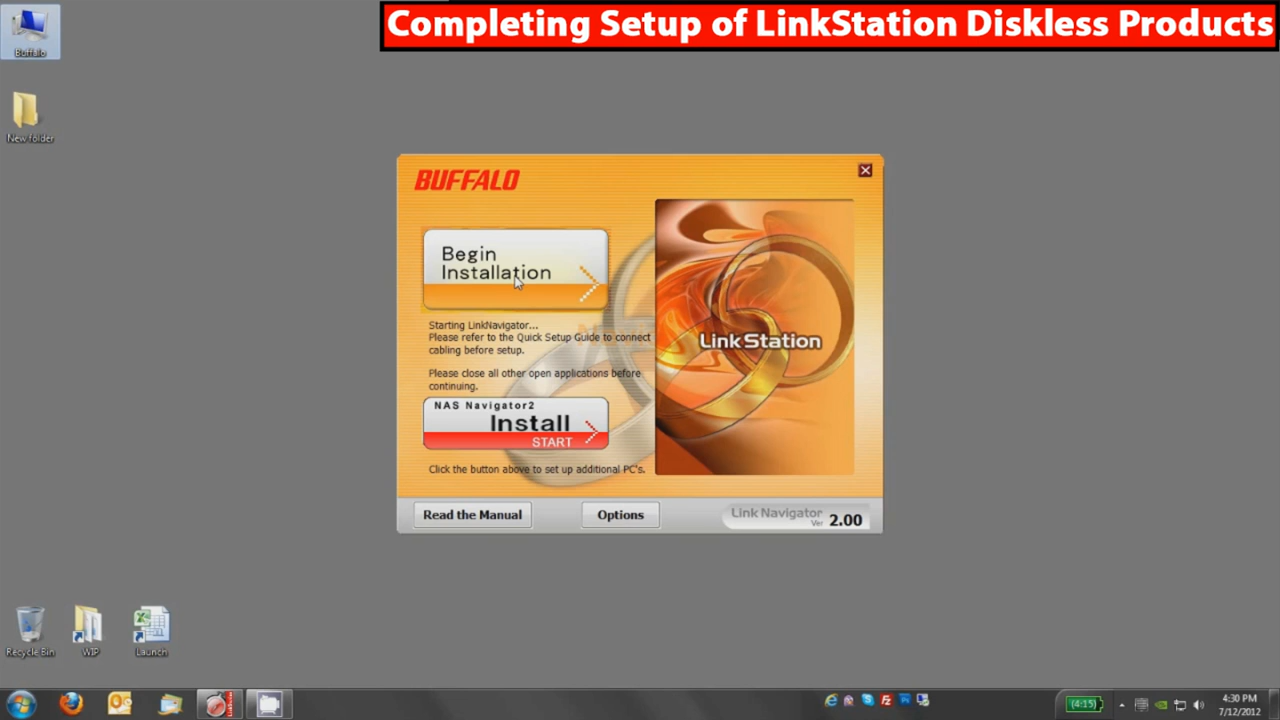 Completing Setup of LinkStation Diskless Products
Buffalo
New folder
BUFFALO
Begin
Installation
Starting LinkNavigator...
Please refer to the Quick Setup Guide to connect
cabling before setup.
Please close all other open applications before
continuing.
NAS Navigator2
Install
START
Click the button above to set up additional PC's.
LinkStation
Read the Manual
Options
Link Navigator
Ver 2.00
Recycle Bin
WIP
Launch
(4:15)
4:30 PM
7/12/2012